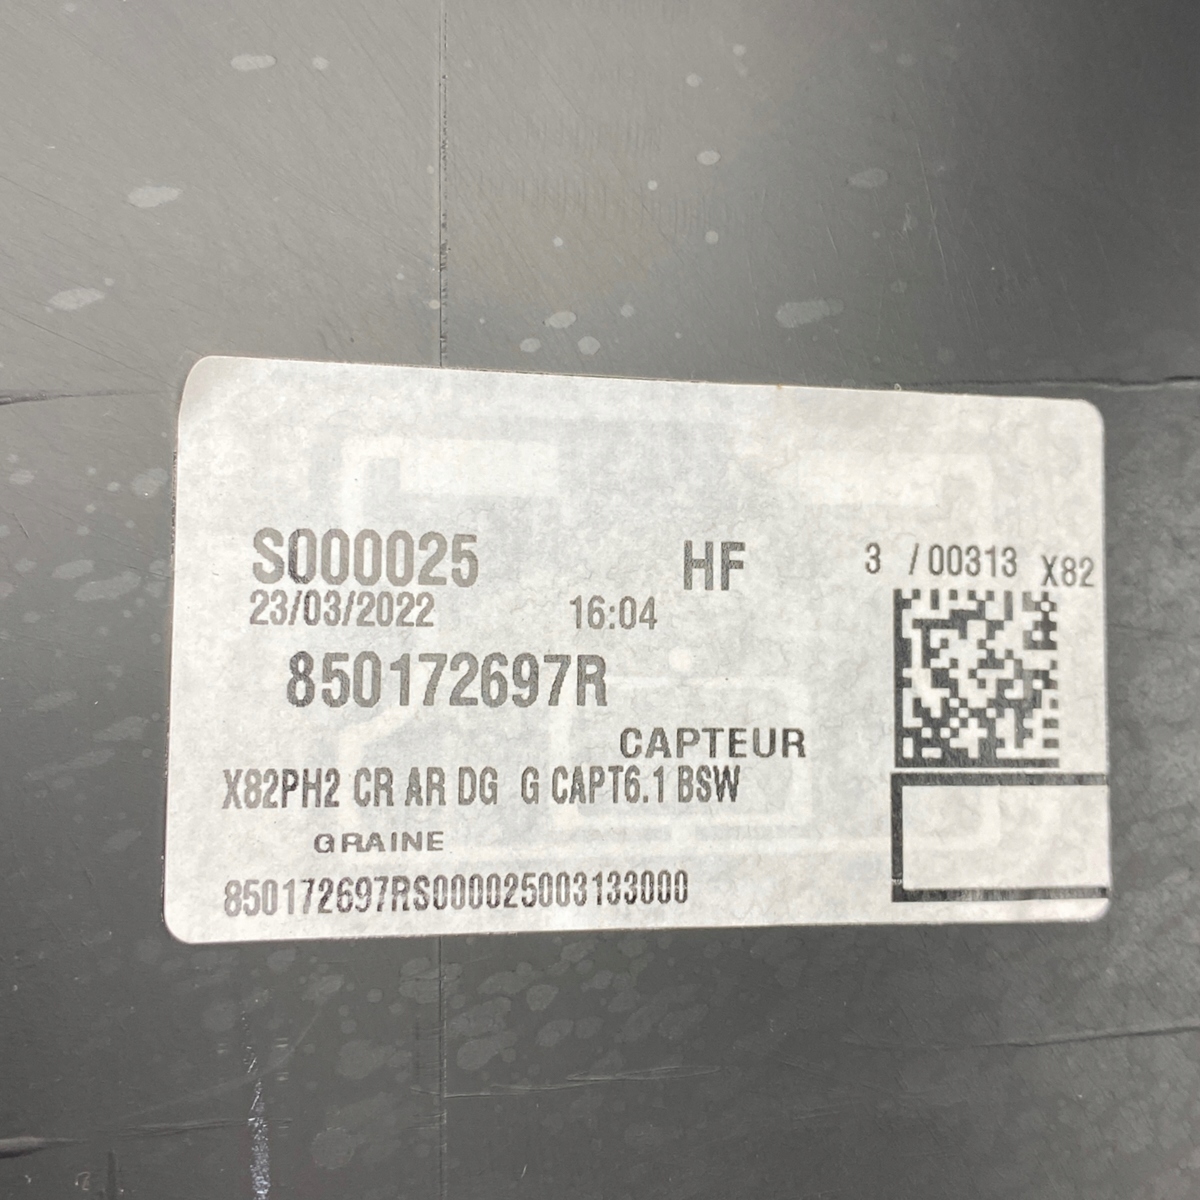 S000025 HF 3 / 00313 X82
23/03/2022 16:04
850172697R
CAPTEUR
X82PH2 CR AR DG G CAPT6.1 BSW
GRAINE
850172697RS000025003133000